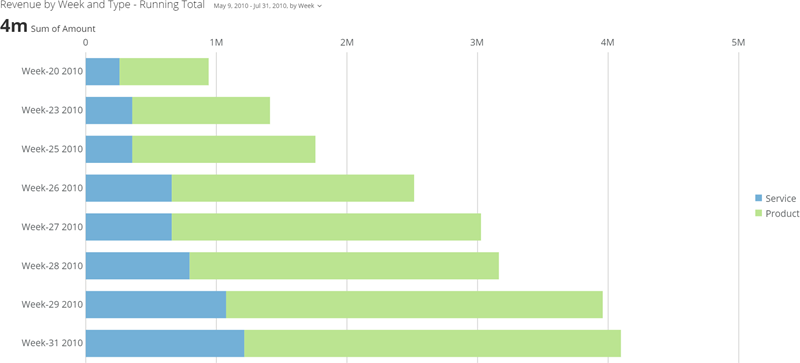 Revenue by Week and Type - Running Total May 9, 2010 - Jul 31, 2010, by Week
4m Sum of Amount
0 1M 2M 3M 4M 5M
Week-20 2010
Week-23 2010
Week-25 2010
Week-26 2010
Week-27 2010
Week-28 2010
Week-29 2010
Week-31 2010
Service
Product